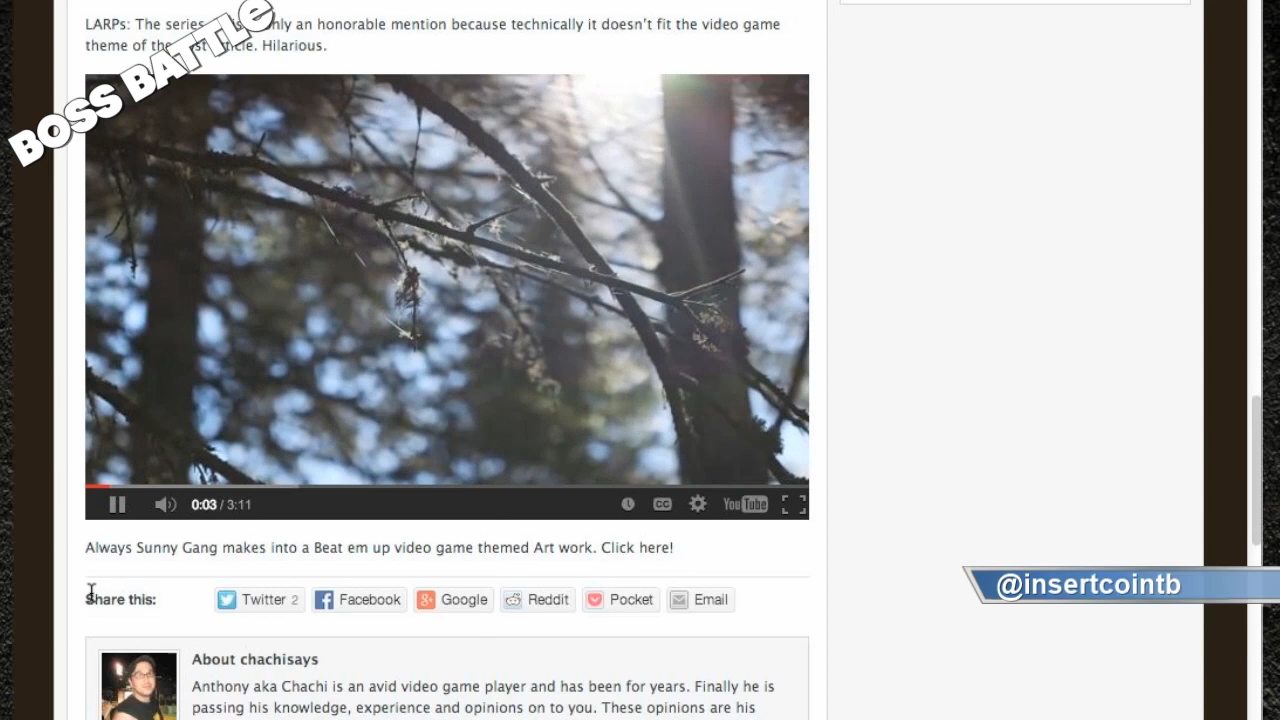 LARPs: The series only an honorable mention because technically it doesn't fit the video game
theme of the Hilarious.
BOSS BATTLE
0:03 / 3:11
CC
YouTube
Always Sunny Gang makes into a Beat em up video game themed Art work. Click here!
@insertcointb
Share this:
Twitter 2
Facebook
Google
Reddit
Pocket
Email
About chachisays
Anthony aka Chachi is an avid video game player and has been for years. Finally he is
passing his knowledge, experience and opinions on to you. These opinions are his